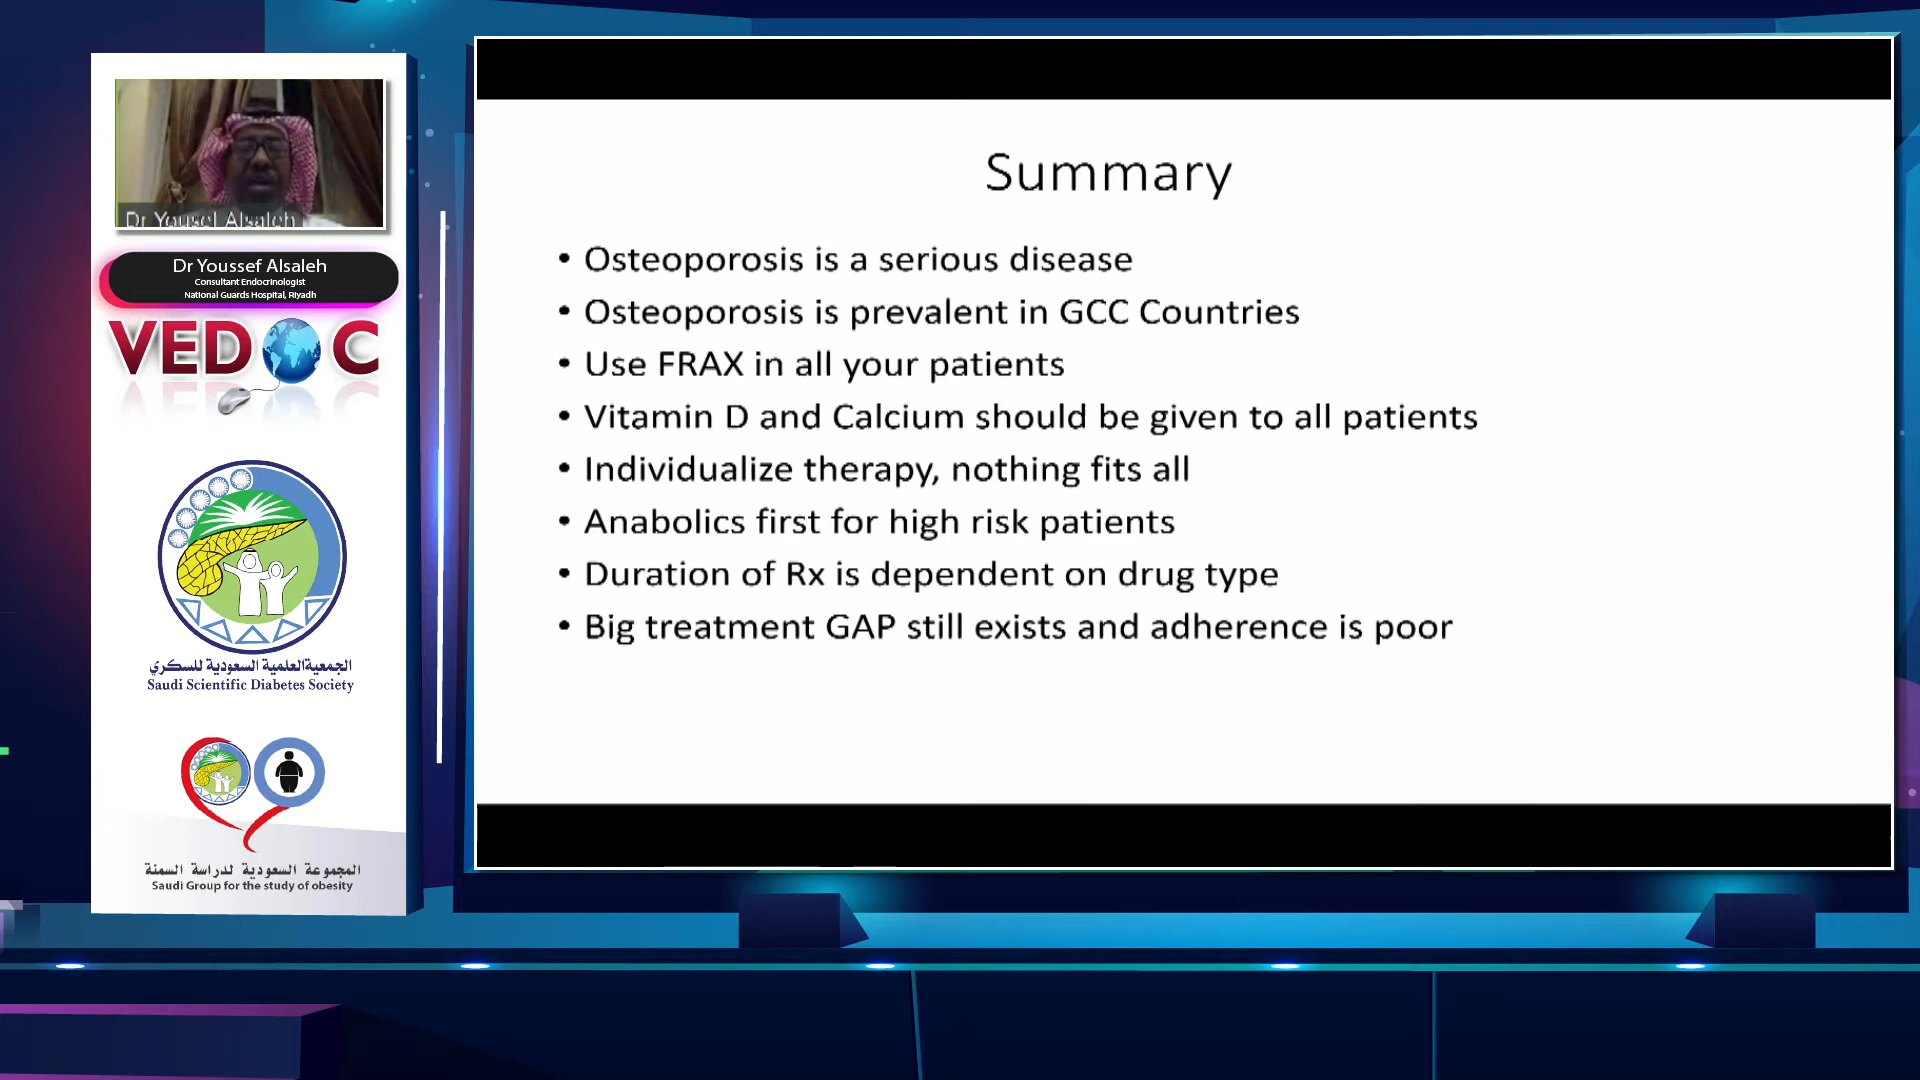 Dr Yousef Alsaleh
Dr Youssef Alsaleh
Consultant Endocrinologist
National Guards Hospital, Riyadh
VEDOC
الجمعية العلمية السعودية للسكري
Saudi Scientific Diabetes Society
المجموعة السعودية لدراسة السمنة
Saudi Group for the study of obesity
Summary
• Osteoporosis is a serious disease
• Osteoporosis is prevalent in GCC Countries
• Use FRAX in all your patients
• Vitamin D and Calcium should be given to all patients
• Individualize therapy, nothing fits all
• Anabolics first for high risk patients
• Duration of Rx is dependent on drug type
• Big treatment GAP still exists and adherence is poor